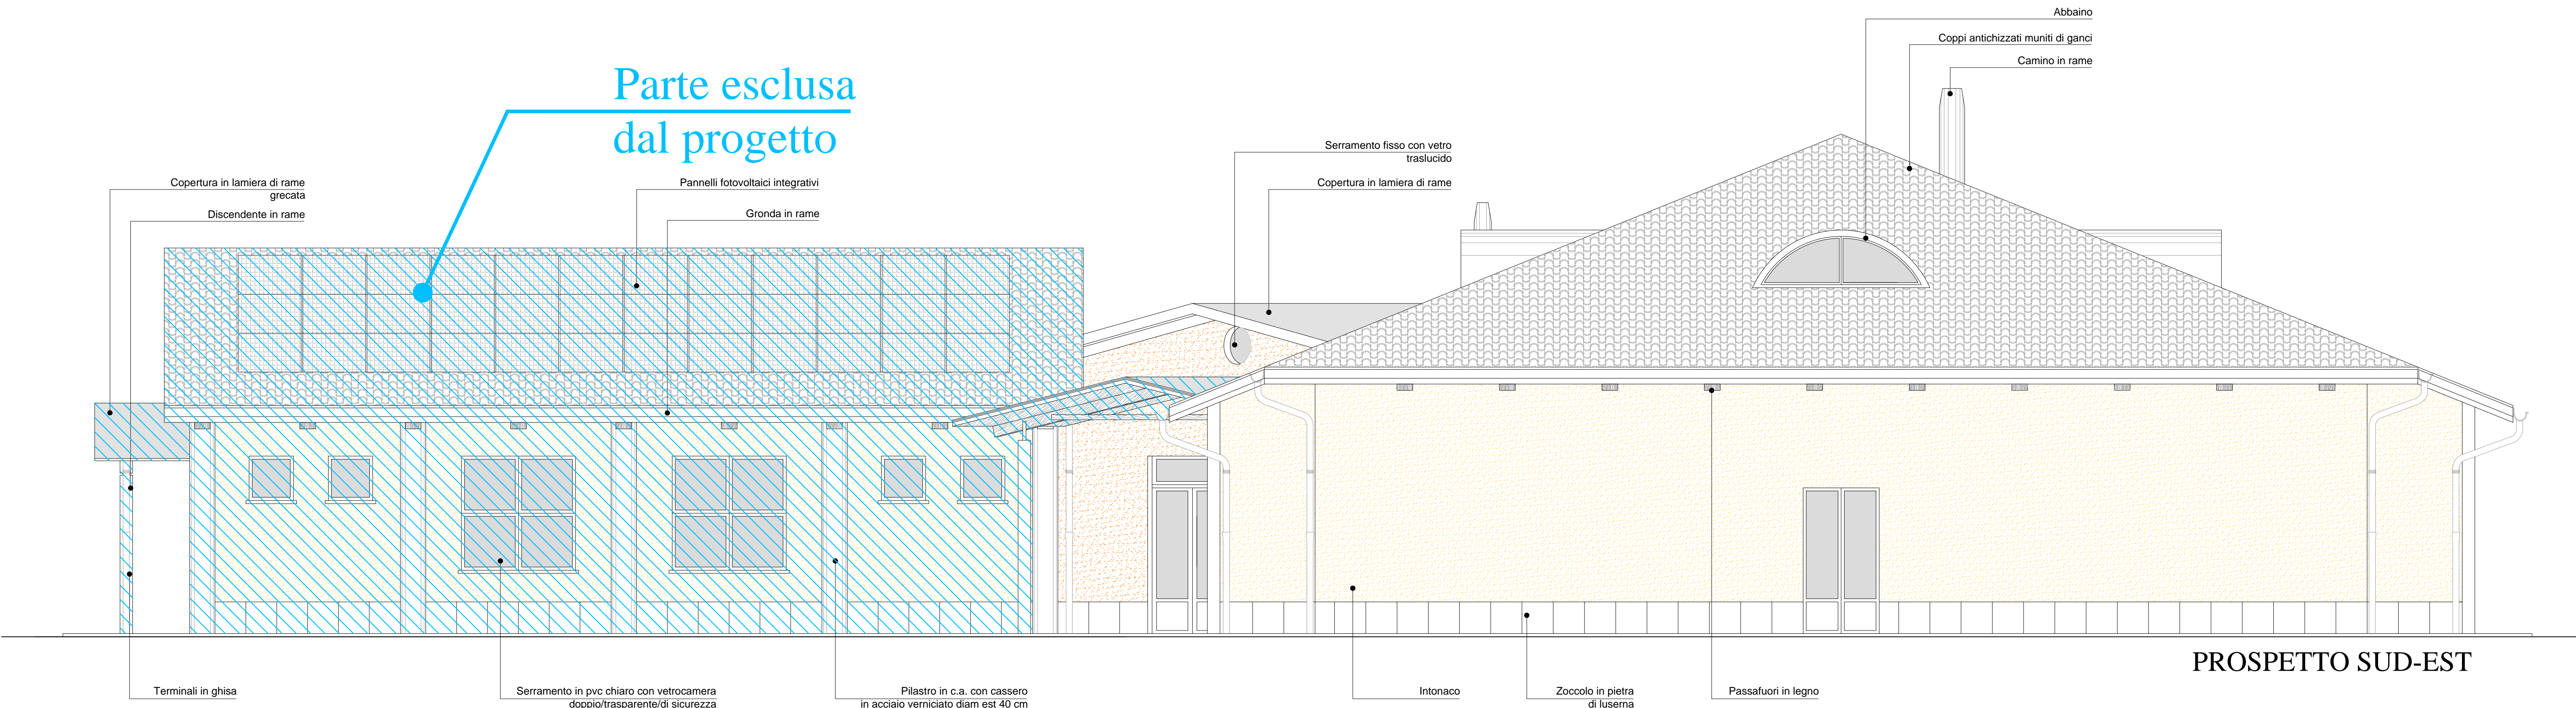 Abbaino
Coppi antichizzati muniti di ganci
Camino in rame
Parte esclusa
dal progetto
Serramento fisso con vetro
traslucido
Copertura in lamiera di rame
grecata
Discendente in rame
Pannelli fotovoltaici integrativi
Gronda in rame
Copertura in lamiera di rame
PROSPETTO SUD-EST
Terminali in ghisa
Serramento in pvc chiaro con vetrocamera
doppio/trasparente/di sicurezza
Pilastro in c.a. con cassero
in acciaio verniciato diam est 40 cm
Intonaco
Zoccolo in pietra
di luserna
Passafuori in legno